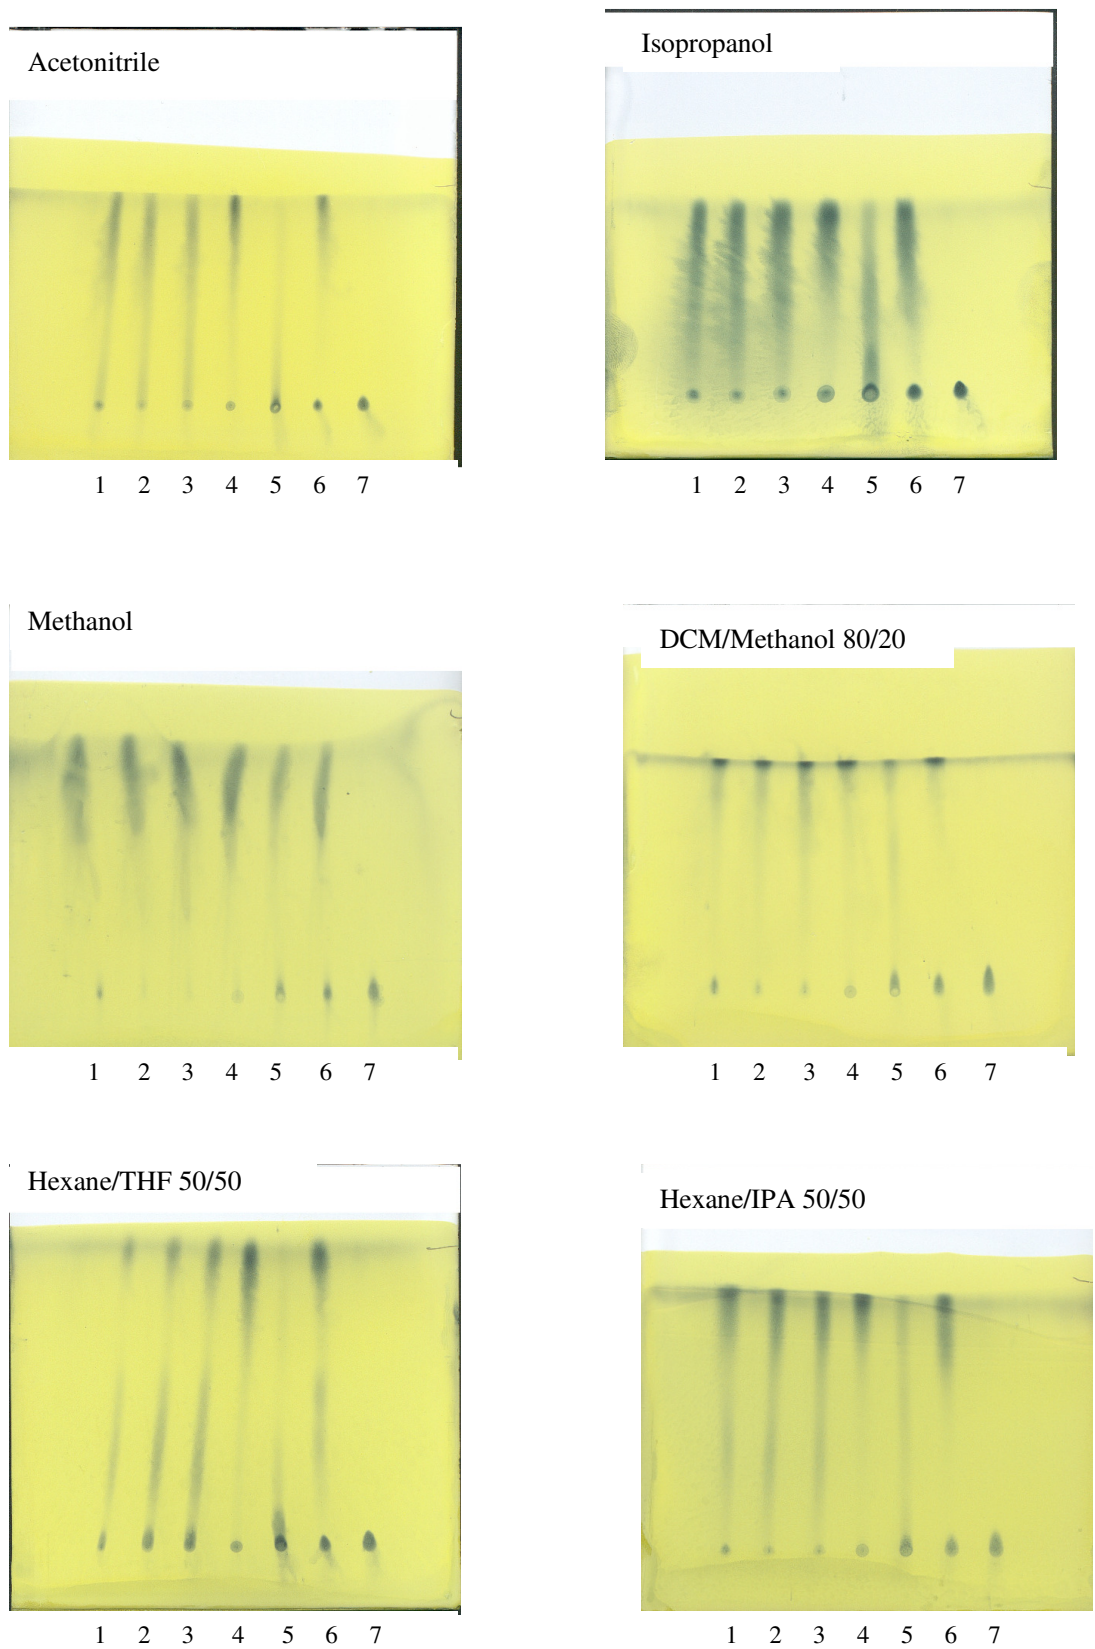 Acetonitrile
Isopropanol
1 2 3 4 5 6 7
1 2 3 4 5 6 7
Methanol
DCM/Methanol 80/20
1 2 3 4 5 6 7
1 2 3 4 5 6 7
Hexane/THF 50/50
Hexane/IPA 50/50
1 2 3 4 5 6 7
1 2 3 4 5 6 7